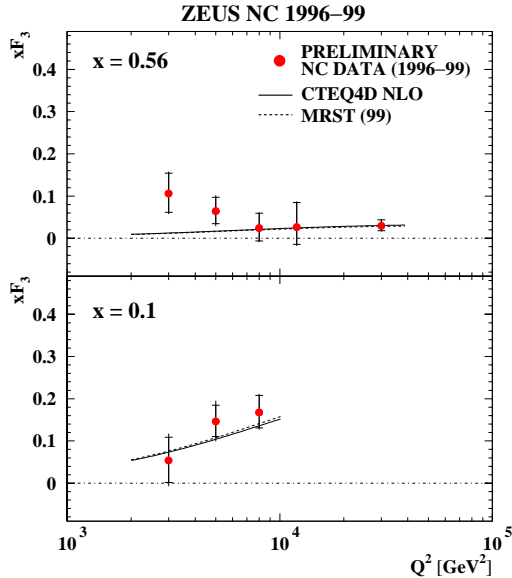 ZEUS NC 1996–99
xF3
x = 0.56
PRELIMINARY
NC DATA (1996–99)
CTEQ4D NLO
MRST (99)
0.4
0.3
0.2
0.1
0
xF3
x = 0.1
0.4
0.3
0.2
0.1
0
10^3
10^4
10^5
Q^2 [GeV^2]